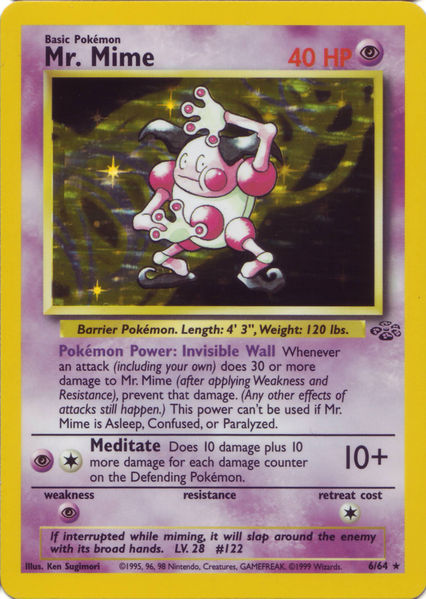 Basic Pokémon
Mr. Mime 40 HP
Barrier Pokémon. Length: 4' 3", Weight: 120 lbs.
Pokémon Power: Invisible Wall Whenever
an attack (including your own) does 30 or more
damage to Mr. Mime (after applying Weakness and
Resistance), prevent that damage. (Any other effects of
attacks still happen.) This power can't be used if Mr.
Mime is Asleep, Confused, or Paralyzed.
Meditate Does 10 damage plus 10
more damage for each damage counter
on the Defending Pokémon.
10+
weakness resistance retreat cost
If interrupted while miming, it will slap around the enemy
with its broad hands. LV. 28 #122
Illus. Ken Sugimori ©1995, 96, 98 Nintendo, Creatures, GAMEFREAK. ©1999 Wizards. 6/64 ★